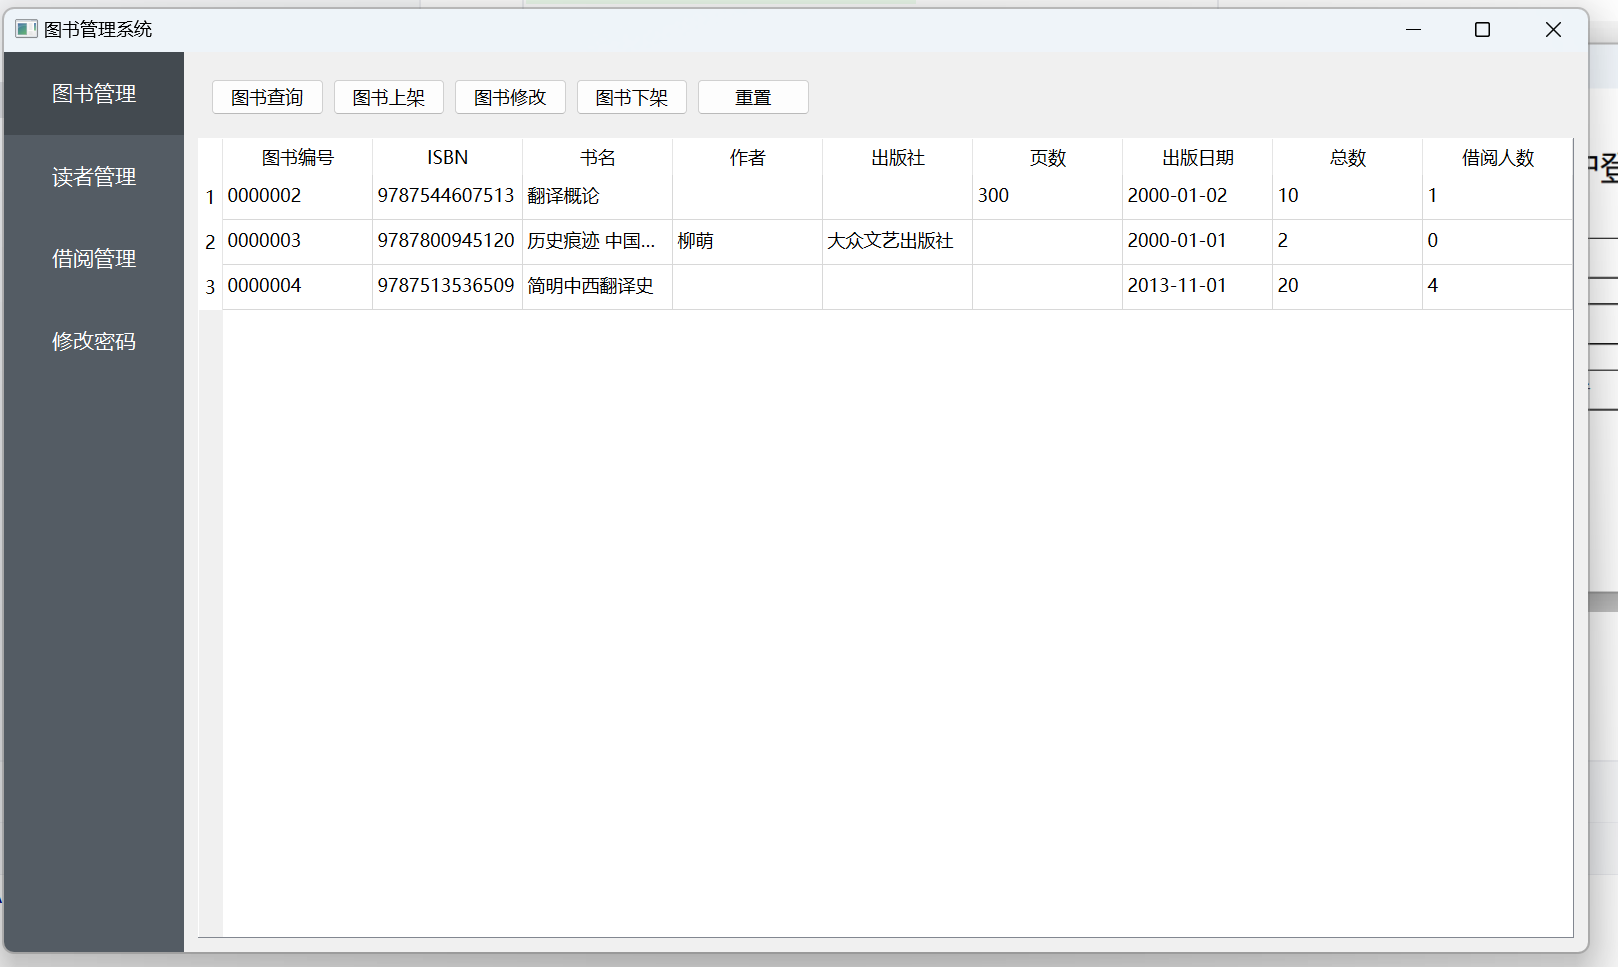 图书管理系统
图书管理
读者管理
借阅管理
修改密码
图书查询 图书上架 图书修改 图书下架 重置
图书编号 ISBN 书名 作者 出版社 页数 出版日期 总数 借阅人数
1 0000002 9787544607513 翻译概论 300 2000-01-02 10 1
2 0000003 9787800945120 历史痕迹 中国... 柳萌 大众文艺出版社 2000-01-01 2 0
3 0000004 9787513536509 简明中西翻译史 2013-11-01 20 4